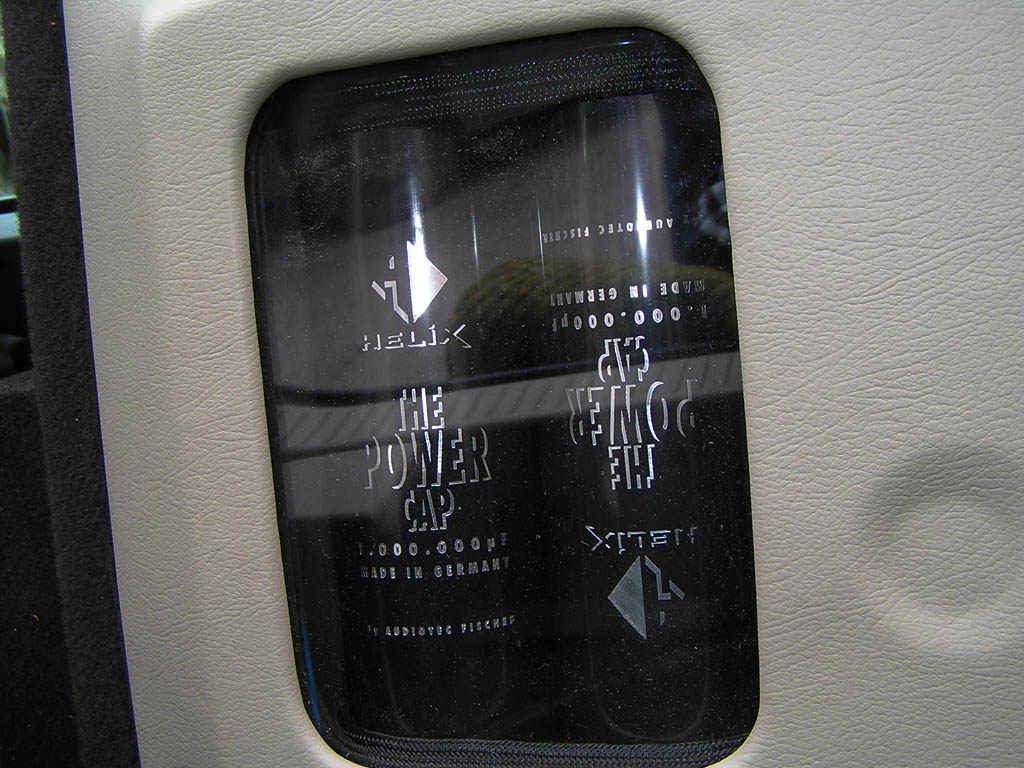 HELIX
THE
POWER
CAP
1.000.000µF
MADE IN GERMANY
BY AUDIOTEC FISCHER
HELIX
THE
POWER
CAP
1.000.000µF
MADE IN GERMANY
BY AUDIOTEC FISCHER